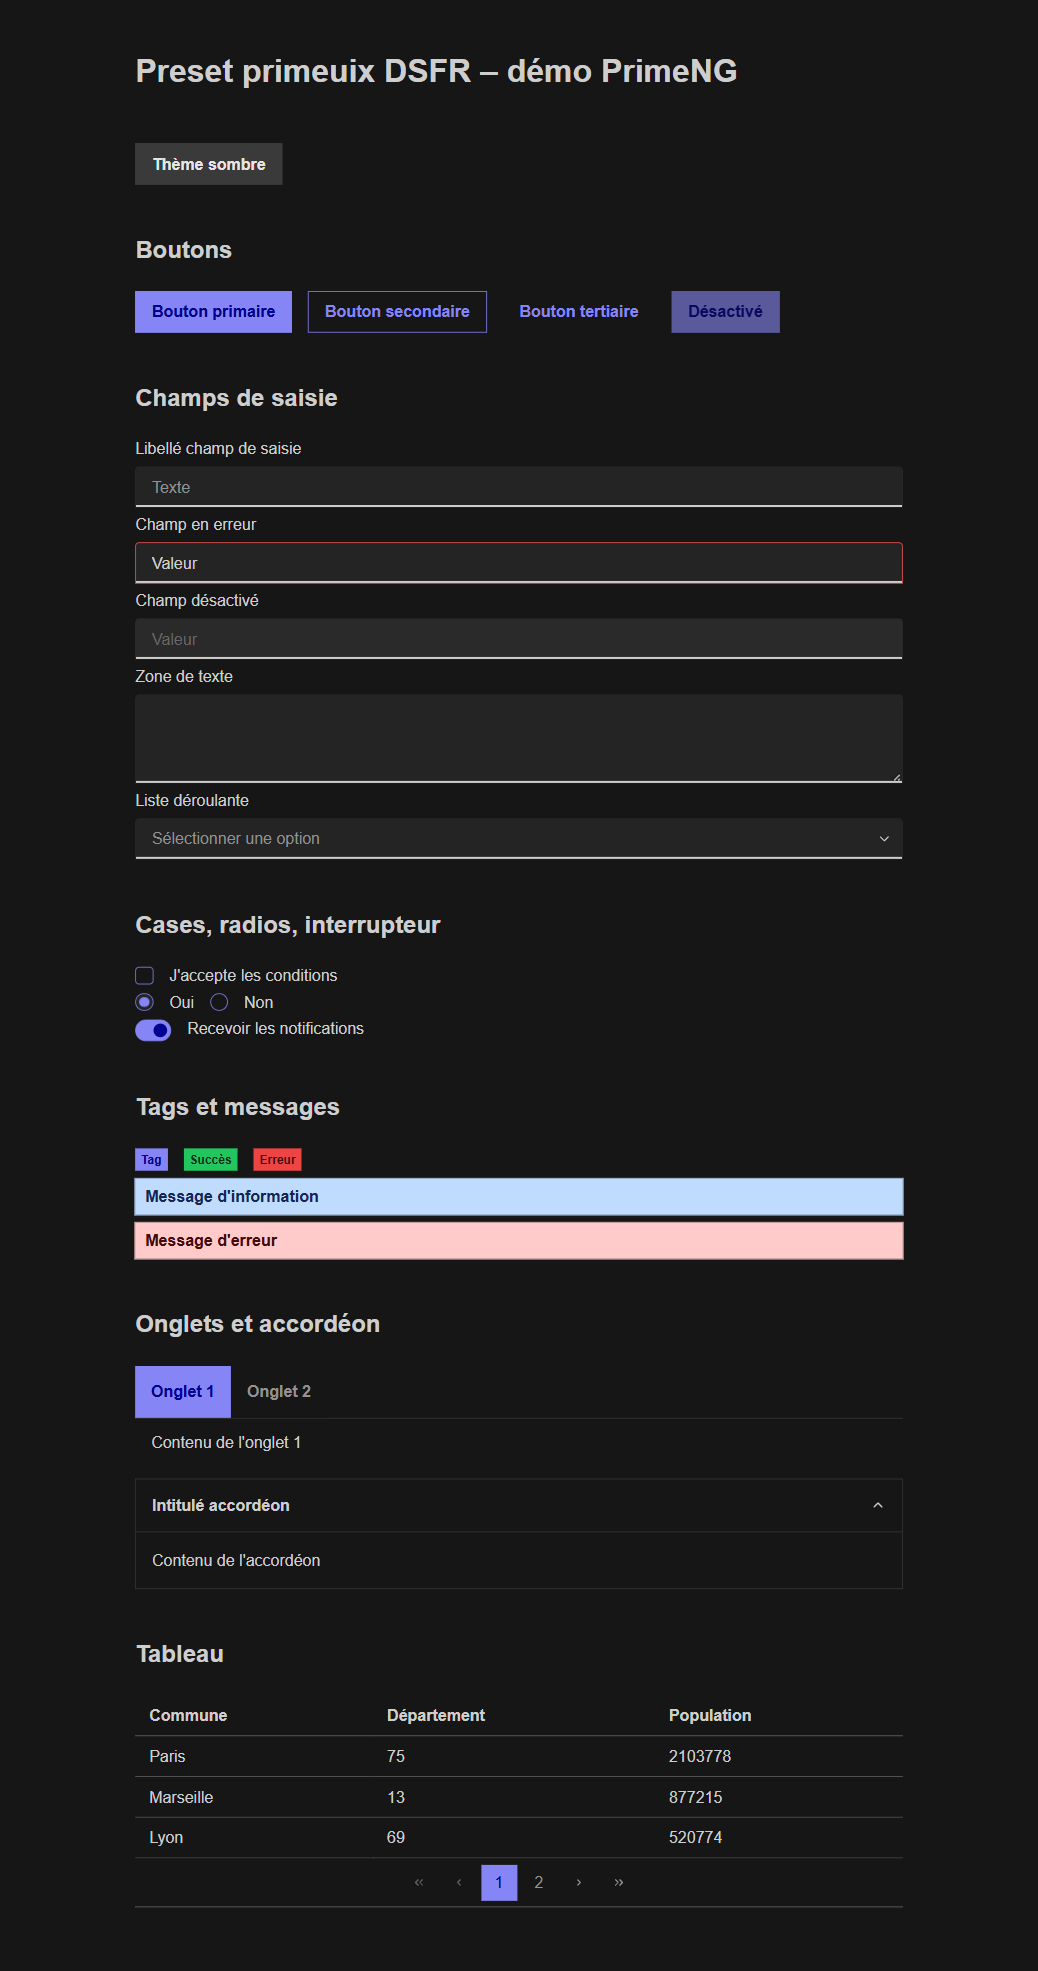 Preset primeuix DSFR – démo PrimeNG
Thème sombre
Boutons
Bouton primaire Bouton secondaire Bouton tertiaire Désactivé
Champs de saisie
Libellé champ de saisie
Texte
Champ en erreur
Valeur
Champ désactivé
Valeur
Zone de texte
Liste déroulante
Sélectionner une option
Cases, radios, interrupteur
J'accepte les conditions
Oui Non
Recevoir les notifications
Tags et messages
Tag Succès Erreur
Message d'information
Message d'erreur
Onglets et accordéon
Onglet 1 Onglet 2
Contenu de l'onglet 1
Intitulé accordéon
Contenu de l'accordéon
Tableau
Commune Département Population
Paris 75 2103778
Marseille 13 877215
Lyon 69 520774
« ‹ 1 2 › »